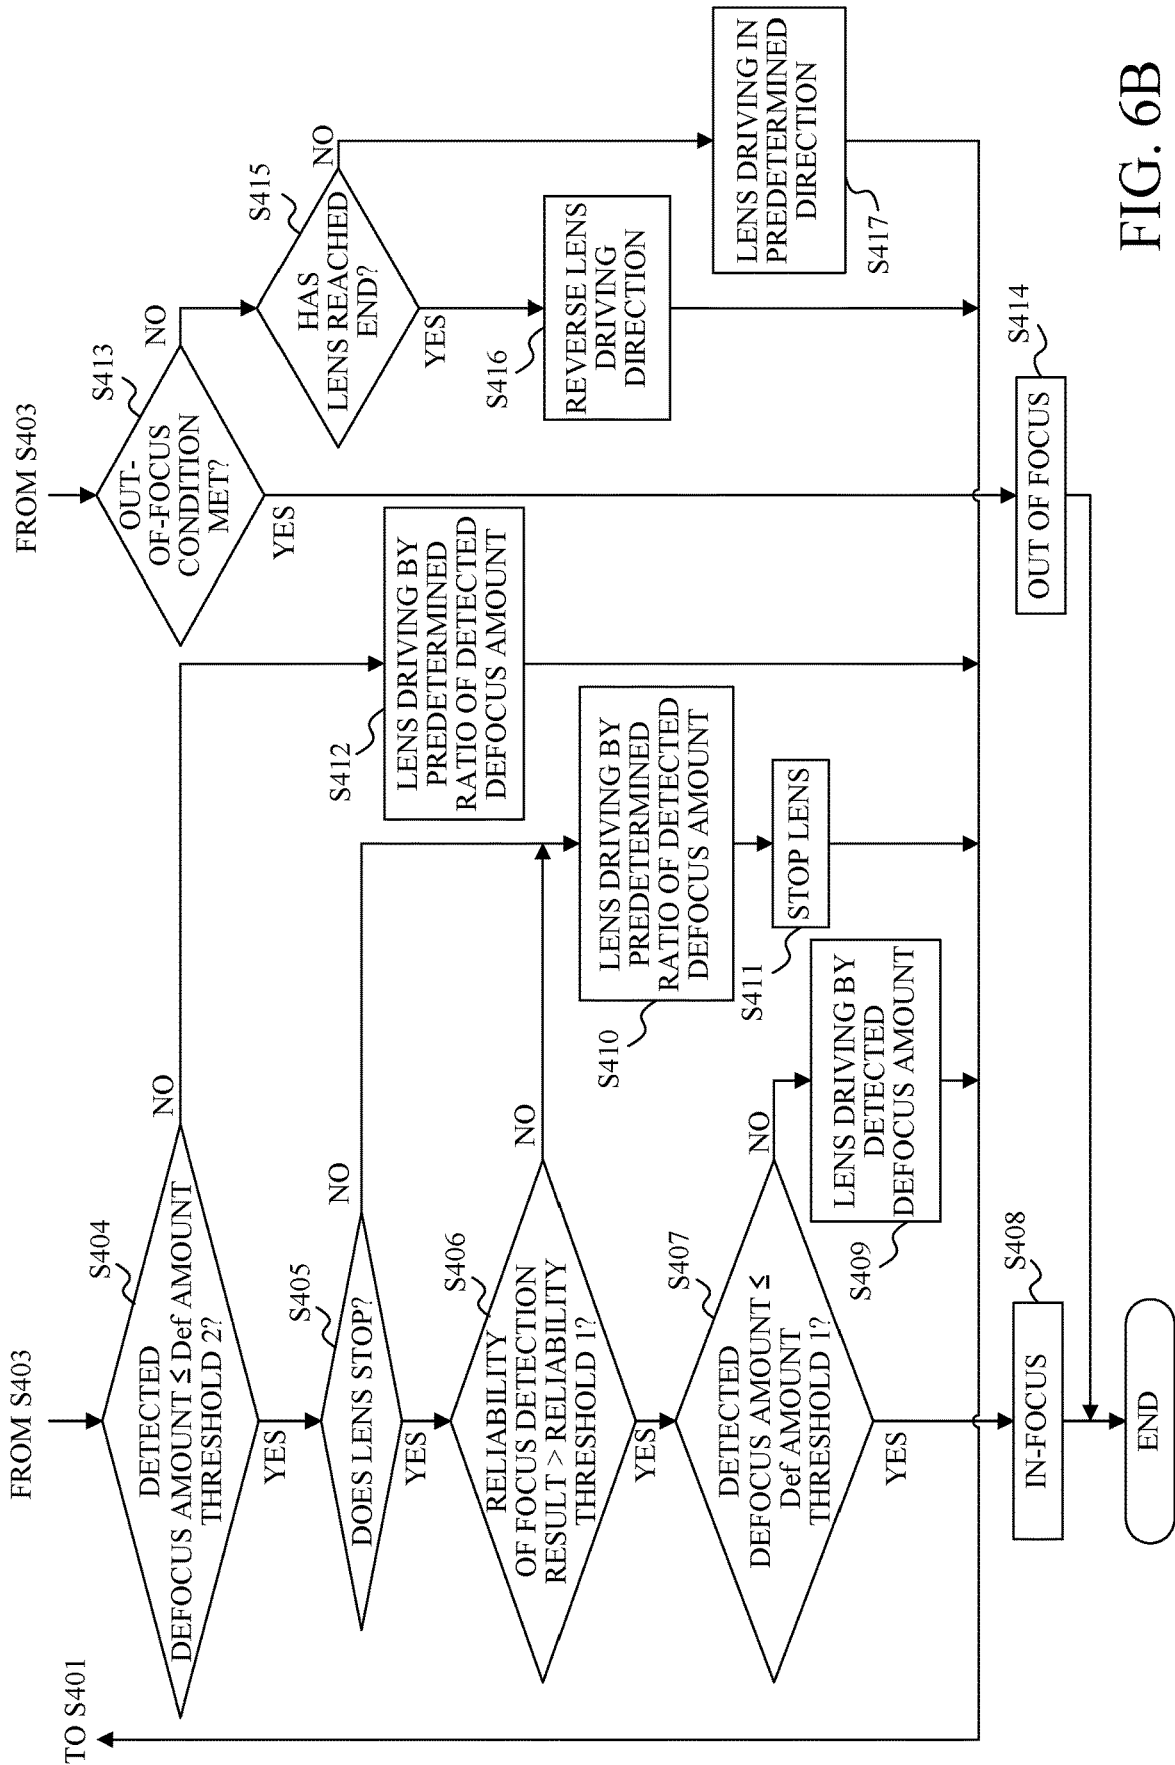 FROM S403
S404
DETECTED
DEFOCUS AMOUNT ≤ Def AMOUNT
THRESHOLD 2?
NO
YES
S405
DOES LENS STOP?
NO
YES
S406
RELIABILITY
OF FOCUS DETECTION
RESULT > RELIABILITY
THRESHOLD 1?
NO
YES
S407
DETECTED
DEFOCUS AMOUNT ≤
Def AMOUNT
THRESHOLD 1?
NO
YES
S408
IN-FOCUS
END
S409
LENS DRIVING BY
DETECTED
DEFOCUS AMOUNT
S410
LENS DRIVING BY
PREDETERMINED
RATIO OF DETECTED
DEFOCUS AMOUNT
S411
STOP LENS
S412
LENS DRIVING BY
PREDETERMINED
RATIO OF DETECTED
DEFOCUS AMOUNT
FROM S403
S413
OUT-
OF-FOCUS
CONDITION
MET?
NO
YES
S414
OUT OF FOCUS
S415
HAS
LENS REACHED
END?
NO
YES
S416
REVERSE LENS
DRIVING
DIRECTION
S417
LENS DRIVING IN
PREDETERMINED
DIRECTION
TO S401
FIG. 6B